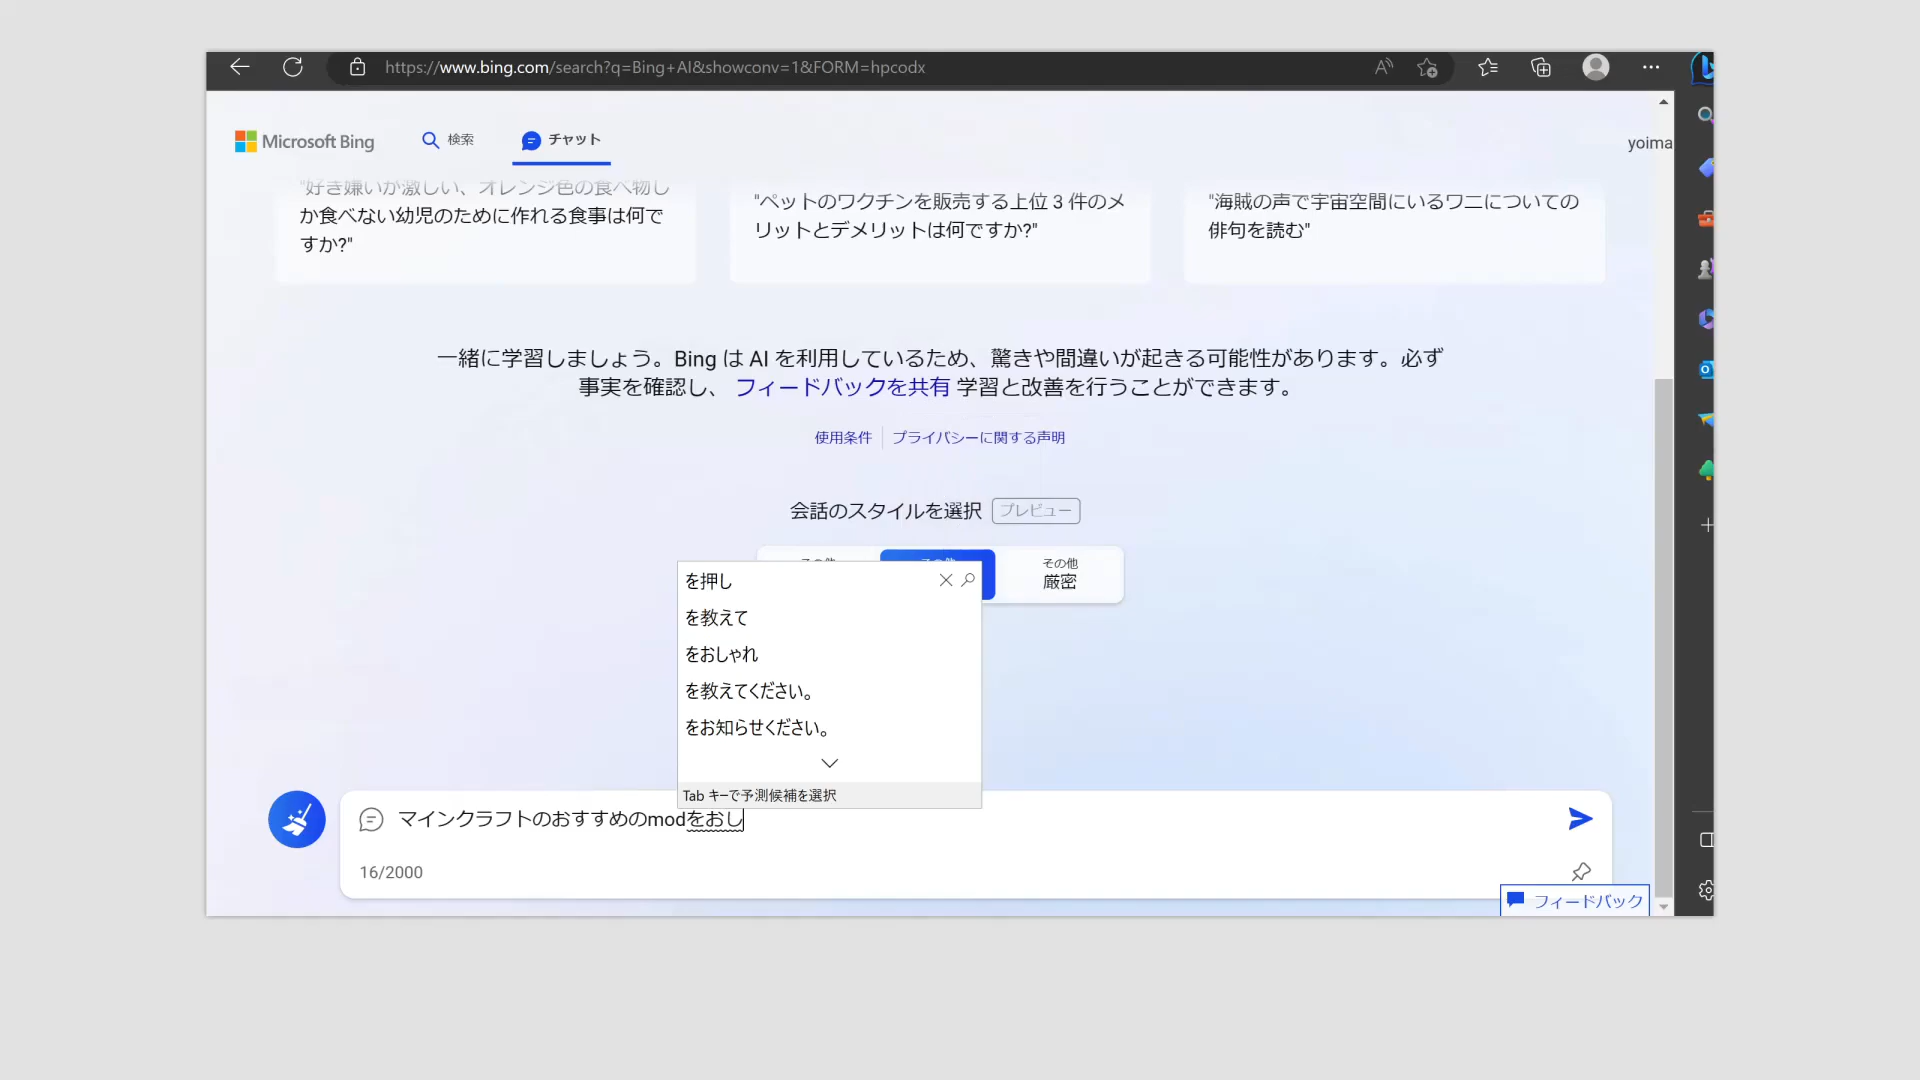 https://www.bing.com/search?q=Bing+AI&showconv=1&FORM=hpcodx
Microsoft Bing
検索
チャット
yoima
"好き嫌いが激しい、オレンジ色の食べ物し
か食べない幼児のために作れる食事は何で
すか?"
"ペットのワクチンを販売する上位 3 件のメ
リットとデメリットは何ですか?"
"海賊の声で宇宙空間にいるワニについての
俳句を読む"
一緒に学習しましょう。Bing は AI を利用しているため、驚きや間違いが起きる可能性があります。必ず
事実を確認し、 フィードバックを共有 学習と改善を行うことができます。
使用条件
プライバシーに関する声明
会話のスタイルを選択 プレビュー
その他
厳密
を押し
を教えて
をおしゃれ
を教えてください。
をお知らせください。
Tab キーで予測候補を選択
マインクラフトのおすすめのmodをおし
16/2000
フィードバック